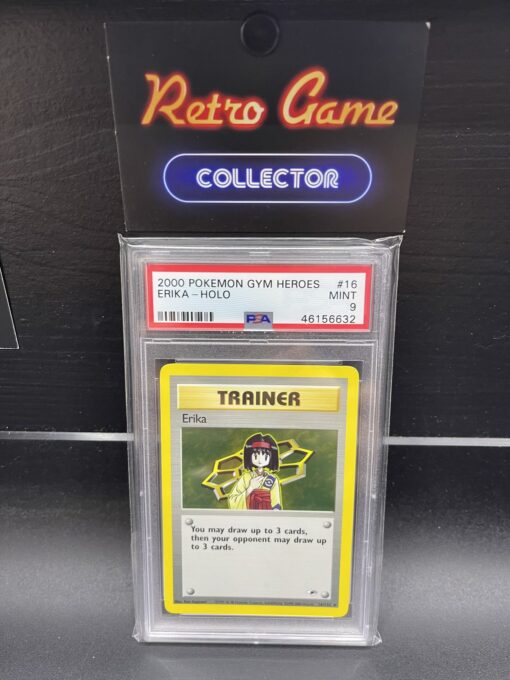 Retro Game
COLLECTOR
2000 POKEMON GYM HEROES #16
ERIKA – HOLO MINT
9
PSA 46156632
TRAINER
Erika
You may draw up to 3 cards,
then your opponent may draw up
to 3 cards.